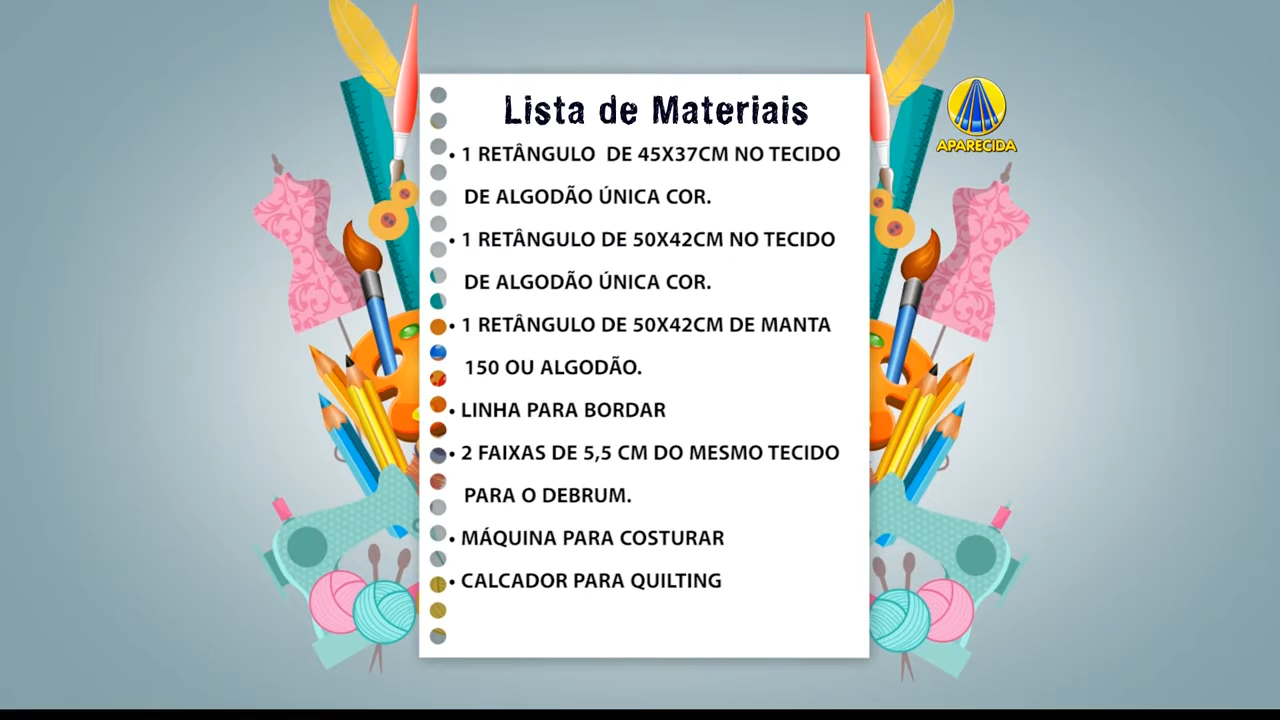 Lista de Materiais
APARECIDA
• 1 RETÂNGULO DE 45X37CM NO TECIDO
DE ALGODÃO ÚNICA COR.
• 1 RETÂNGULO DE 50X42CM NO TECIDO
DE ALGODÃO ÚNICA COR.
• 1 RETÂNGULO DE 50X42CM DE MANTA
150 OU ALGODÃO.
• LINHA PARA BORDAR
• 2 FAIXAS DE 5,5 CM DO MESMO TECIDO
PARA O DEBRUM.
• MÁQUINA PARA COSTURAR
• CALCADOR PARA QUILTING